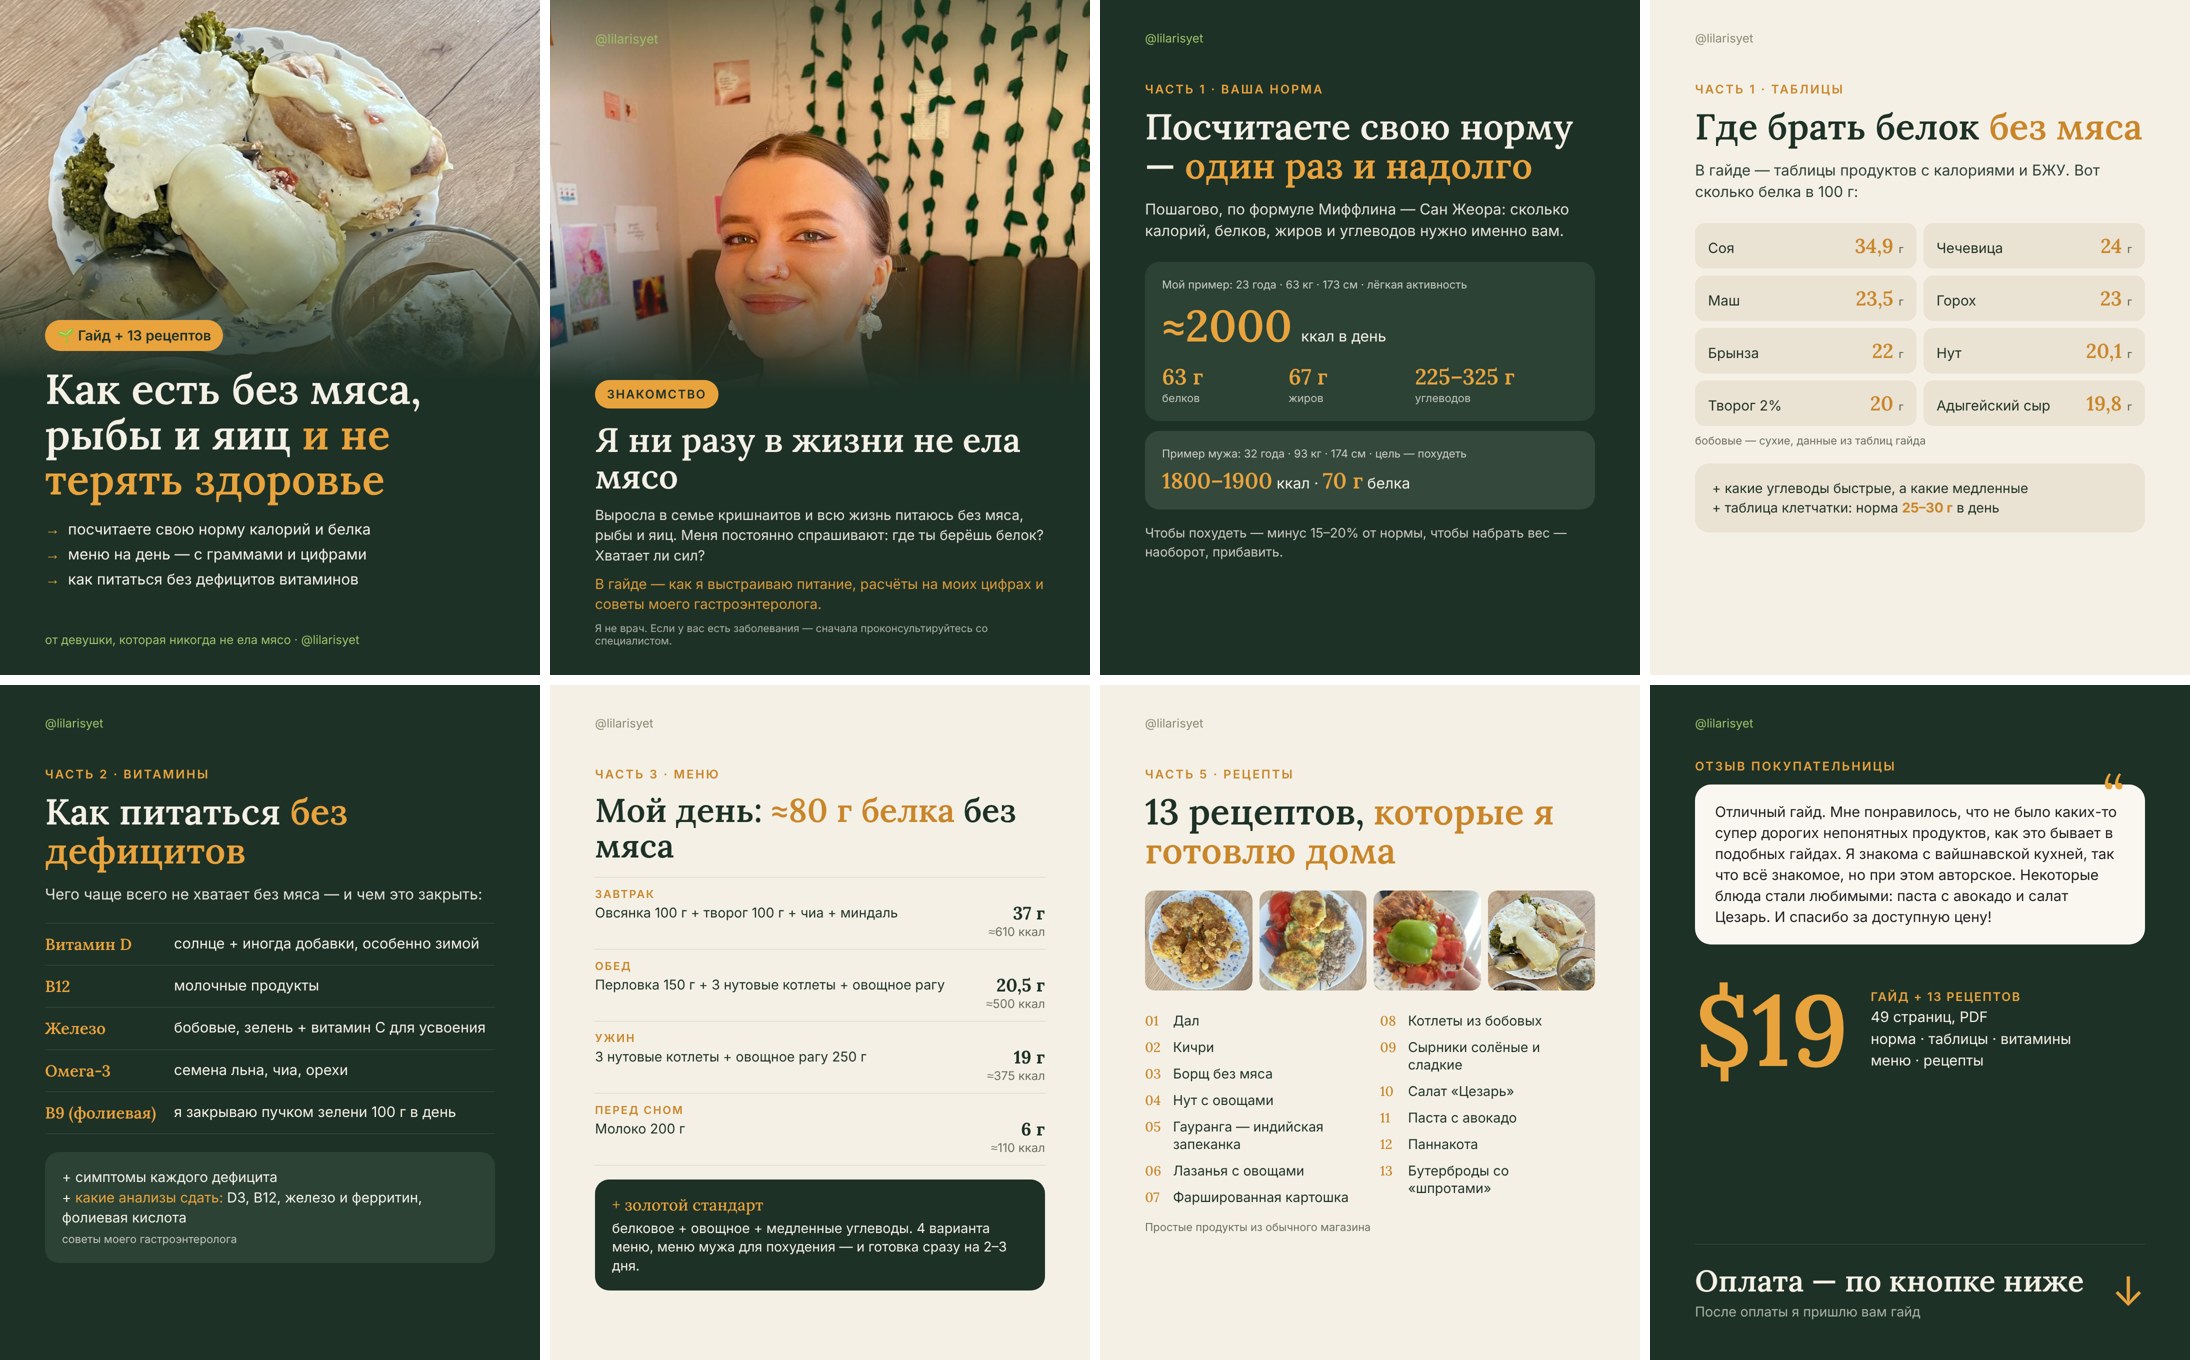 🌱 Гайд + 13 рецептов
Как есть без мяса,
рыбы и яиц и не
терять здоровье
→ посчитаете свою норму калорий и белка
→ меню на день — с граммами и цифрами
→ как питаться без дефицитов витаминов
от девушки, которая никогда не ела мясо · @lilarisyet
@lilarisyet
ЗНАКОМСТВО
Я ни разу в жизни не ела
мясо
Выросла в семье кришнаитов и всю жизнь питаюсь без мяса,
рыбы и яиц. Меня постоянно спрашивают: где ты берёшь белок?
Хватает ли сил?
В гайде — как я выстраиваю питание, расчёты на моих цифрах и
советы моего гастроэнтеролога.
Я не врач. Если у вас есть заболевания — сначала проконсультируйтесь со
специалистом.
@lilarisyet
ЧАСТЬ 1 · ВАША НОРМА
Посчитаете свою норму
— один раз и надолго
Пошагово, по формуле Миффлина — Сан Жеора: сколько
калорий, белков, жиров и углеводов нужно именно вам.
Мой пример: 23 года · 63 кг · 173 см · лёгкая активность
≈2000 ккал в день
63 г 67 г 225–325 г
белков жиров углеводов
Пример мужа: 32 года · 93 кг · 174 см · цель — похудеть
1800–1900 ккал · 70 г белка
Чтобы похудеть — минус 15–20% от нормы, чтобы набрать вес —
наоборот, прибавить.
@lilarisyet
ЧАСТЬ 1 · ТАБЛИЦЫ
Где брать белок без мяса
В гайде — таблицы продуктов с калориями и БЖУ. Вот
сколько белка в 100 г:
Соя 34,9 г Чечевица 24 г
Маш 23,5 г Горох 23 г
Брынза 22 г Нут 20,1 г
Творог 2% 20 г Адыгейский сыр 19,8 г
бобовые — сухие, данные из таблиц гайда
+ какие углеводы быстрые, а какие медленные
+ таблица клетчатки: норма 25–30 г в день
@lilarisyet
ЧАСТЬ 2 · ВИТАМИНЫ
Как питаться без
дефицитов
Чего чаще всего не хватает без мяса — и чем это закрыть:
Витамин D солнце + иногда добавки, особенно зимой
B12 молочные продукты
Железо бобовые, зелень + витамин C для усвоения
Омега-3 семена льна, чиа, орехи
B9 (фолиевая) я закрываю пучком зелени 100 г в день
+ симптомы каждого дефицита
+ какие анализы сдать: D3, B12, железо и ферритин,
фолиевая кислота
советы моего гастроэнтеролога
@lilarisyet
ЧАСТЬ 3 · МЕНЮ
Мой день: ≈80 г белка без
мяса
ЗАВТРАК
Овсянка 100 г + творог 100 г + чиа + миндаль 37 г
≈610 ккал
ОБЕД
Перловка 150 г + 3 нутовые котлеты + овощное рагу 20,5 г
≈500 ккал
УЖИН
3 нутовые котлеты + овощное рагу 250 г 19 г
≈375 ккал
ПЕРЕД СНОМ
Молоко 200 г 6 г
≈110 ккал
+ золотой стандарт
белковое + овощное + медленные углеводы. 4 варианта
меню, меню мужа для похудения — и готовка сразу на 2–3
дня.
@lilarisyet
ЧАСТЬ 5 · РЕЦЕПТЫ
13 рецептов, которые я
готовлю дома
01 Дал
02 Кичри
03 Борщ без мяса
04 Нут с овощами
05 Гауранга — индийская
запеканка
06 Лазанья с овощами
07 Фаршированная картошка
08 Котлеты из бобовых
09 Сырники солёные и
сладкие
10 Салат «Цезарь»
11 Паста с авокадо
12 Паннакота
13 Бутерброды со
«шпротами»
Простые продукты из обычного магазина
@lilarisyet
ОТЗЫВ ПОКУПАТЕЛЬНИЦЫ
“
Отличный гайд. Мне понравилось, что не было каких-то
супер дорогих непонятных продуктов, как это бывает в
подобных гайдах. Я знакома с вайшнавской кухней, так
что всё знакомое, но при этом авторское. Некоторые
блюда стали любимыми: паста с авокадо и салат
Цезарь. И спасибо за доступную цену!
$19
ГАЙД + 13 РЕЦЕПТОВ
49 страниц, PDF
норма · таблицы · витамины
меню · рецепты
Оплата — по кнопке ниже ↓
После оплаты я пришлю вам гайд